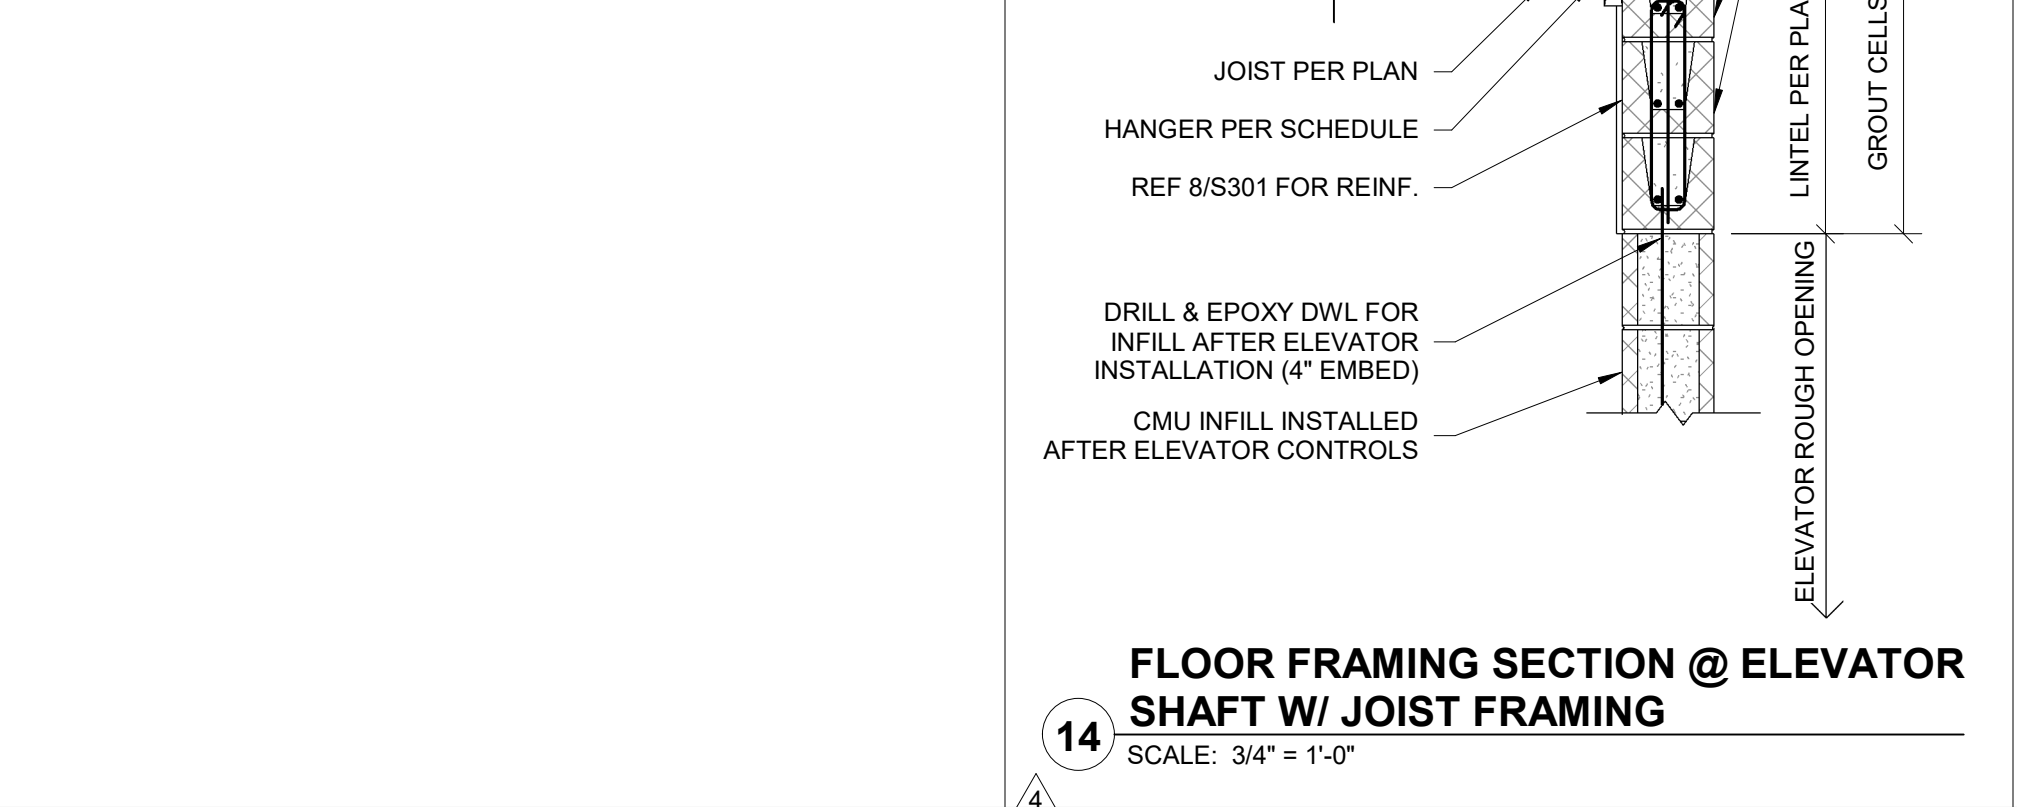 JOIST PER PLAN
HANGER PER SCHEDULE
REF 8/S301 FOR REINF.
DRILL & EPOXY DWL FOR
INFILL AFTER ELEVATOR
INSTALLATION (4" EMBED)
CMU INFILL INSTALLED
AFTER ELEVATOR CONTROLS
LINTEL PER
GROUT CELLS
ELEVATOR ROUGH OPENING
FLOOR FRAMING SECTION @ ELEVATOR
SHAFT W/ JOIST FRAMING
14
SCALE: 3/4" = 1'-0"
4